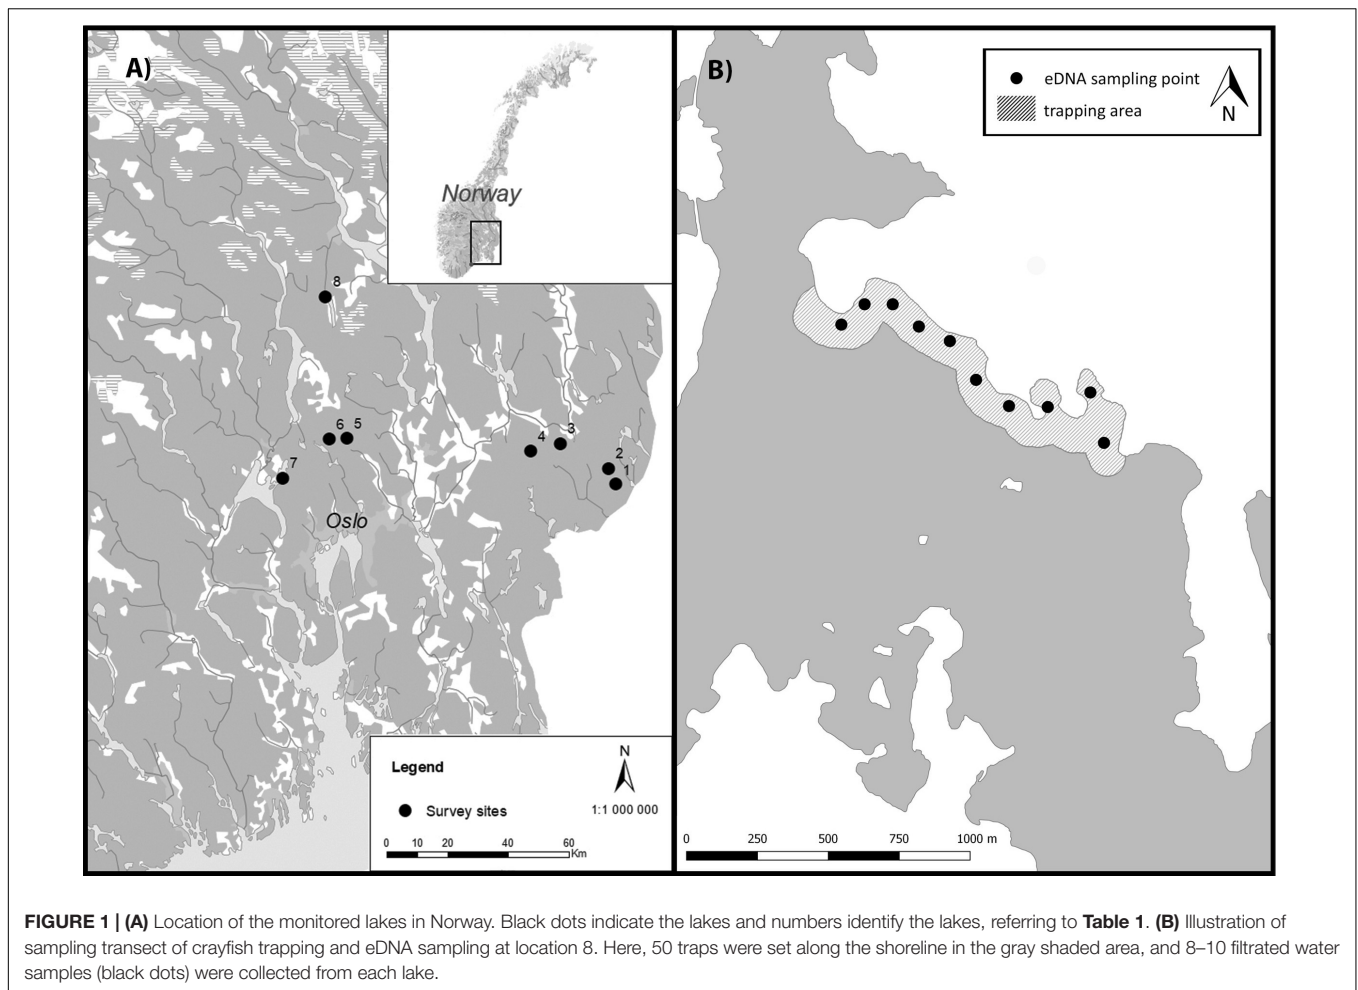 A)
Norway
8
6 5
4
3
2
1
7
Oslo
Legend
Survey sites
N
1:1 000 000
0 10 20 40 60
Km
B)
eDNA sampling point
trapping area
N
0 250 500 750 1000 m
FIGURE 1 | (A) Location of the monitored lakes in Norway. Black dots indicate the lakes and numbers identify the lakes, referring to Table 1. (B) Illustration of
sampling transect of crayfish trapping and eDNA sampling at location 8. Here, 50 traps were set along the shoreline in the gray shaded area, and 8–10 filtrated water
samples (black dots) were collected from each lake.